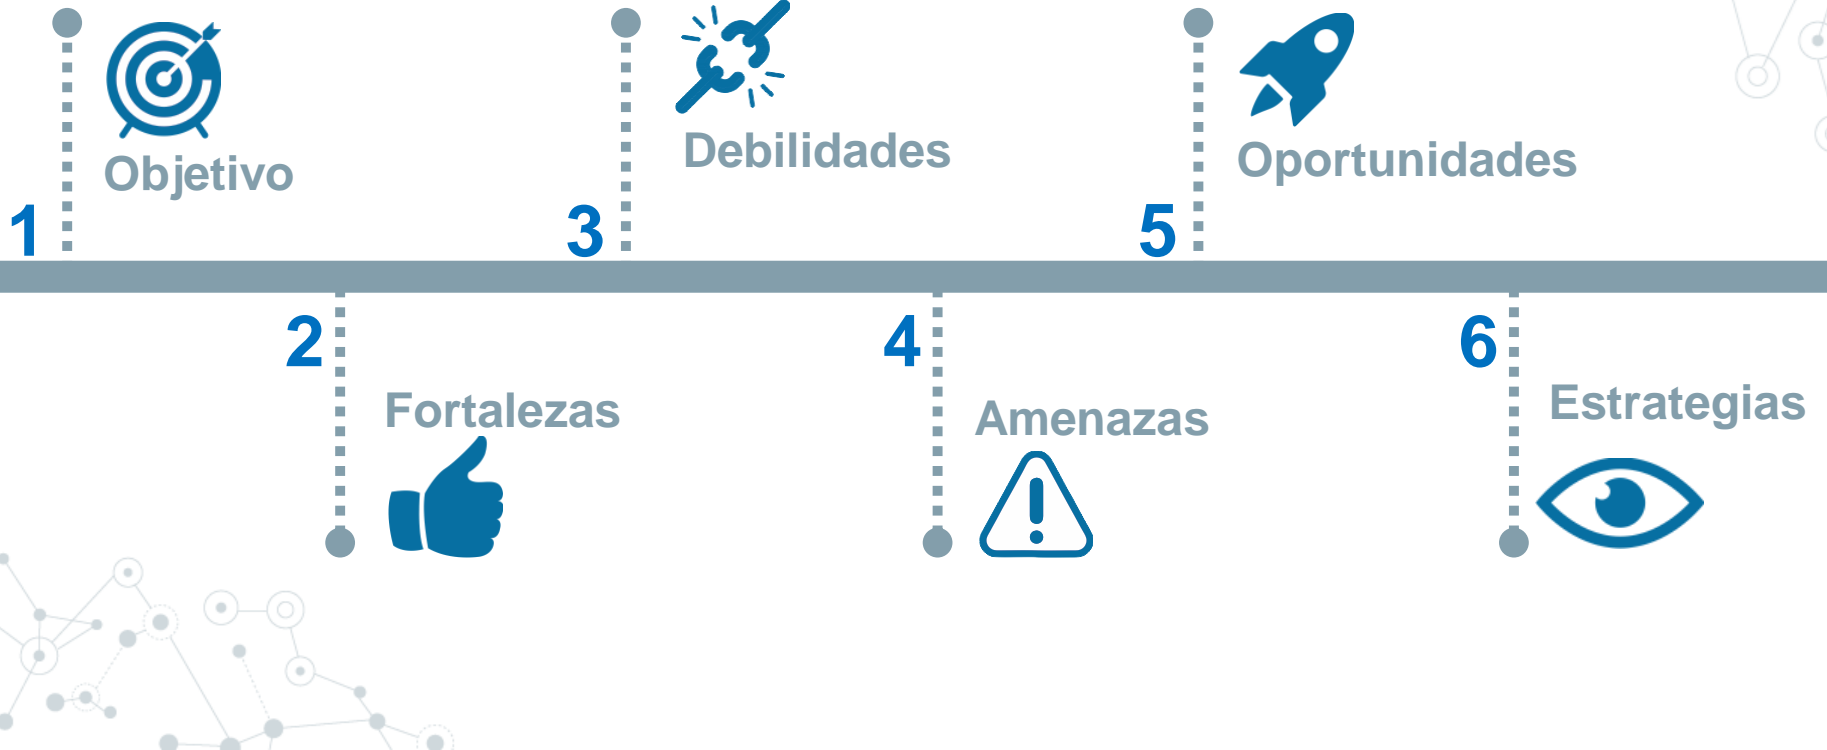 1
Objetivo
2
Fortalezas
3
Debilidades
4
Amenazas
5
Oportunidades
6
Estrategias